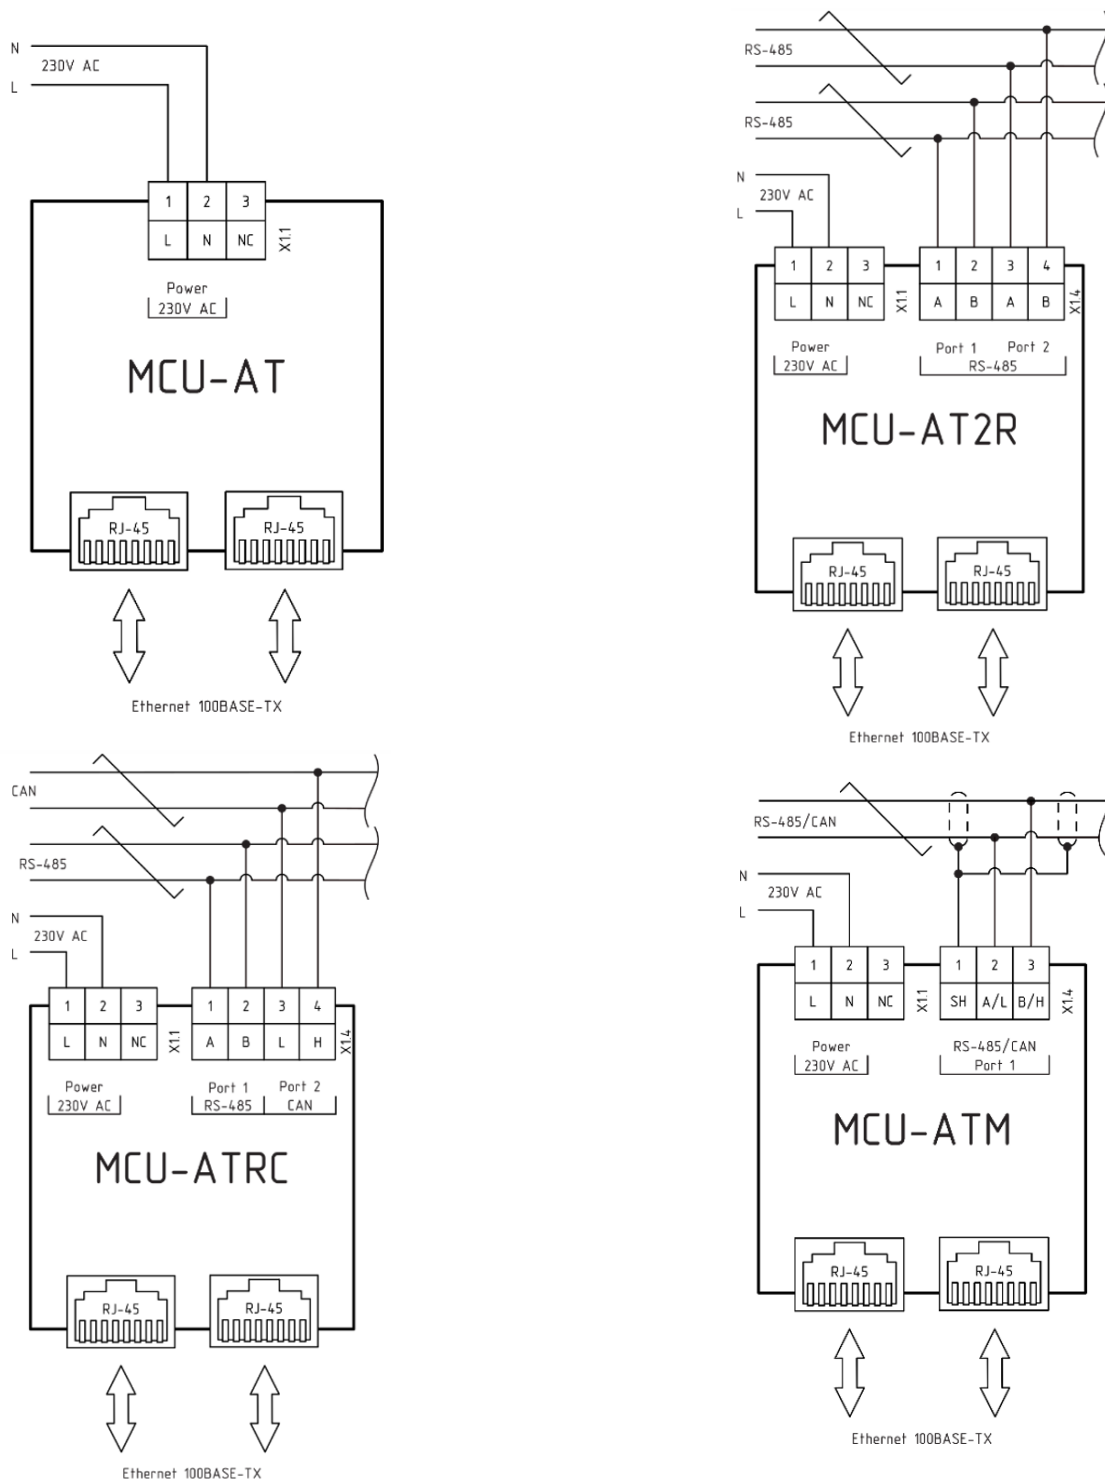 N
230V AC
L
1 2 3
L N NC
X1.1
Power
230V AC
MCU-AT
RJ-45 RJ-45
Ethernet 100BASE-TX
RS-485
RS-485
N
230V AC
L
1 2 3
L N NC
X1.1
1 2 3 4
A B A B
X1.4
Power
230V AC
Port 1 Port 2
RS-485
MCU-AT2R
RJ-45 RJ-45
Ethernet 100BASE-TX
CAN
RS-485
N
230V AC
L
1 2 3
L N NC
X1.1
1 2 3 4
A B L H
X1.4
Power
230V AC
Port 1 Port 2
RS-485 CAN
MCU-ATRC
RJ-45 RJ-45
Ethernet 100BASE-TX
RS-485/CAN
N
230V AC
L
1 2 3
L N NC
X1.1
1 2 3
SH A/L B/H
X1.4
Power
230V AC
RS-485/CAN
Port 1
MCU-ATM
RJ-45 RJ-45
Ethernet 100BASE-TX